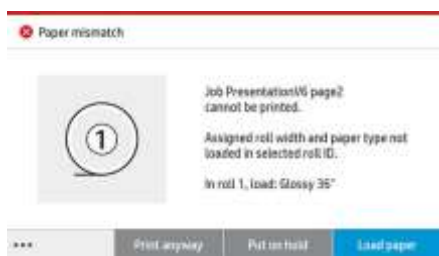 Paper mismatch
Job PresentationV6 page2
cannot be printed.
Assigned roll width and paper type not
loaded in selected roll ID.
1
In roll 1, load: Glossy 36"
Print anyway
Put on hold
Load paper